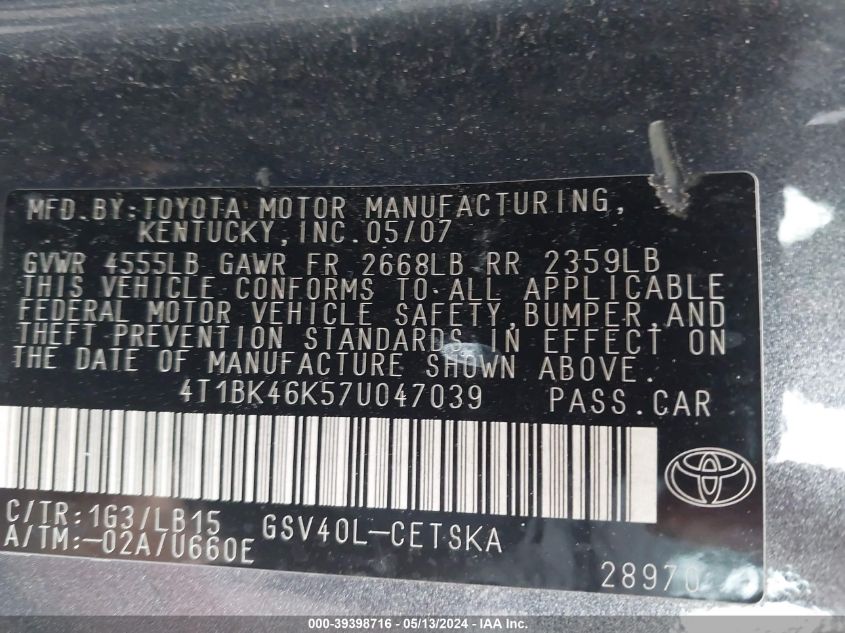 MFD.BY:TOYOTA MOTOR MANUFACTURING,
KENTUCKY,INC.05/07
GVWR 4555LB GAWR FR 2668LB RR 2359LB
THIS VEHICLE CONFORMS TO ALL APPLICABLE
FEDERAL MOTOR VEHICLE SAFETY,BUMPER,AND
THEFT PREVENTION STANDARDS IN EFFECT ON
THE DATE OF MANUFACTURE SHOWN ABOVE.
4T1BK46K57U047039 PASS.CAR
C/TR:1G3/LB15 GSV40L-CETSKA
A/TM:-02A/U660E
28970
000-39398716 - 05/13/2024 - IAA, Inc.